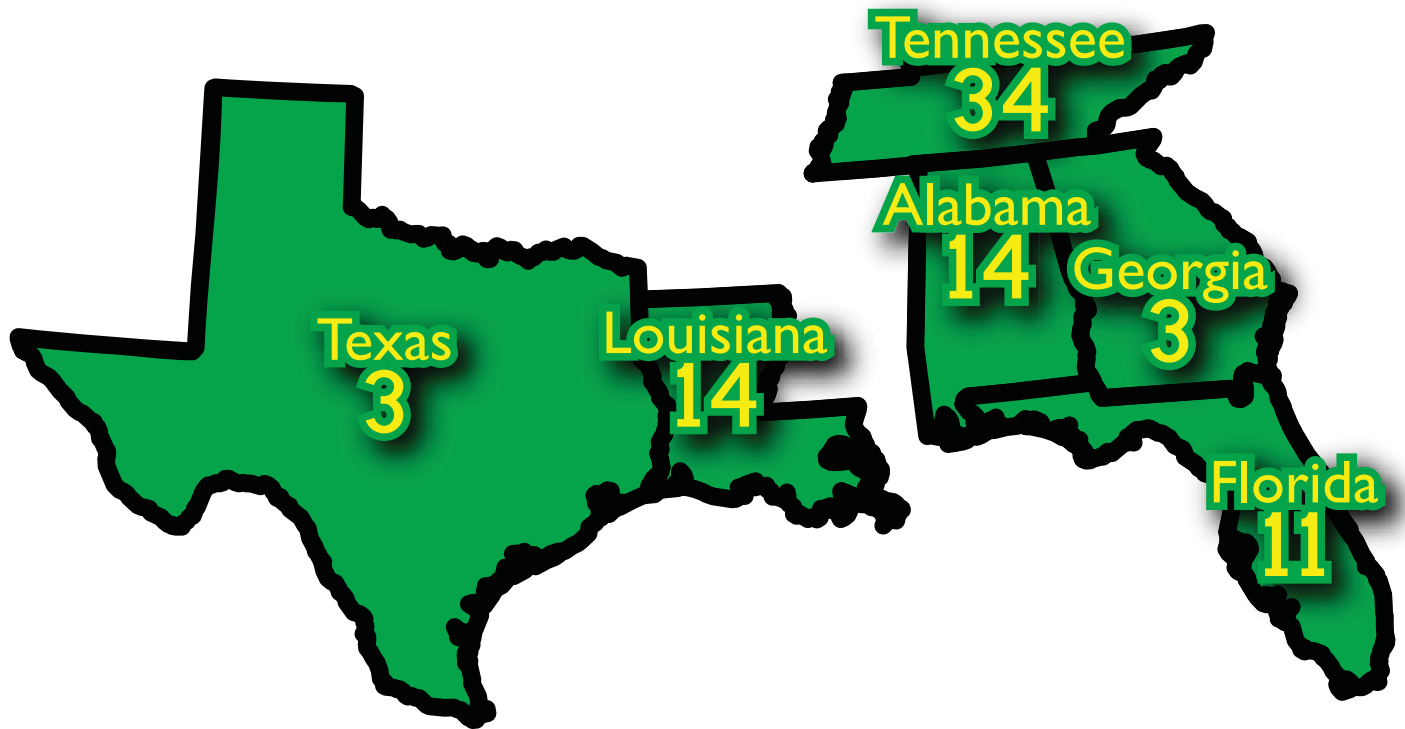 Tennessee
34
Alabama
14
Georgia
3
Texas
3
Louisiana
14
Florida
11